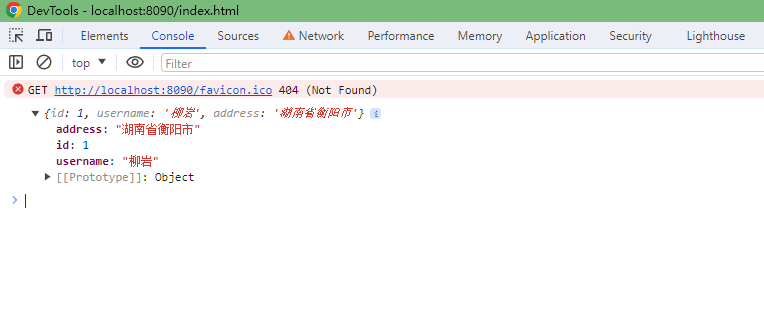 DevTools - localhost:8090/index.html
Elements Console Sources Network Performance Memory Application Security Lighthouse
top Filter
GET http://localhost:8090/favicon.ico 404 (Not Found)
{id: 1, username: '柳岩', address: '湖南省衡阳市'}
address: "湖南省衡阳市"
id: 1
username: "柳岩"
[[Prototype]]: Object